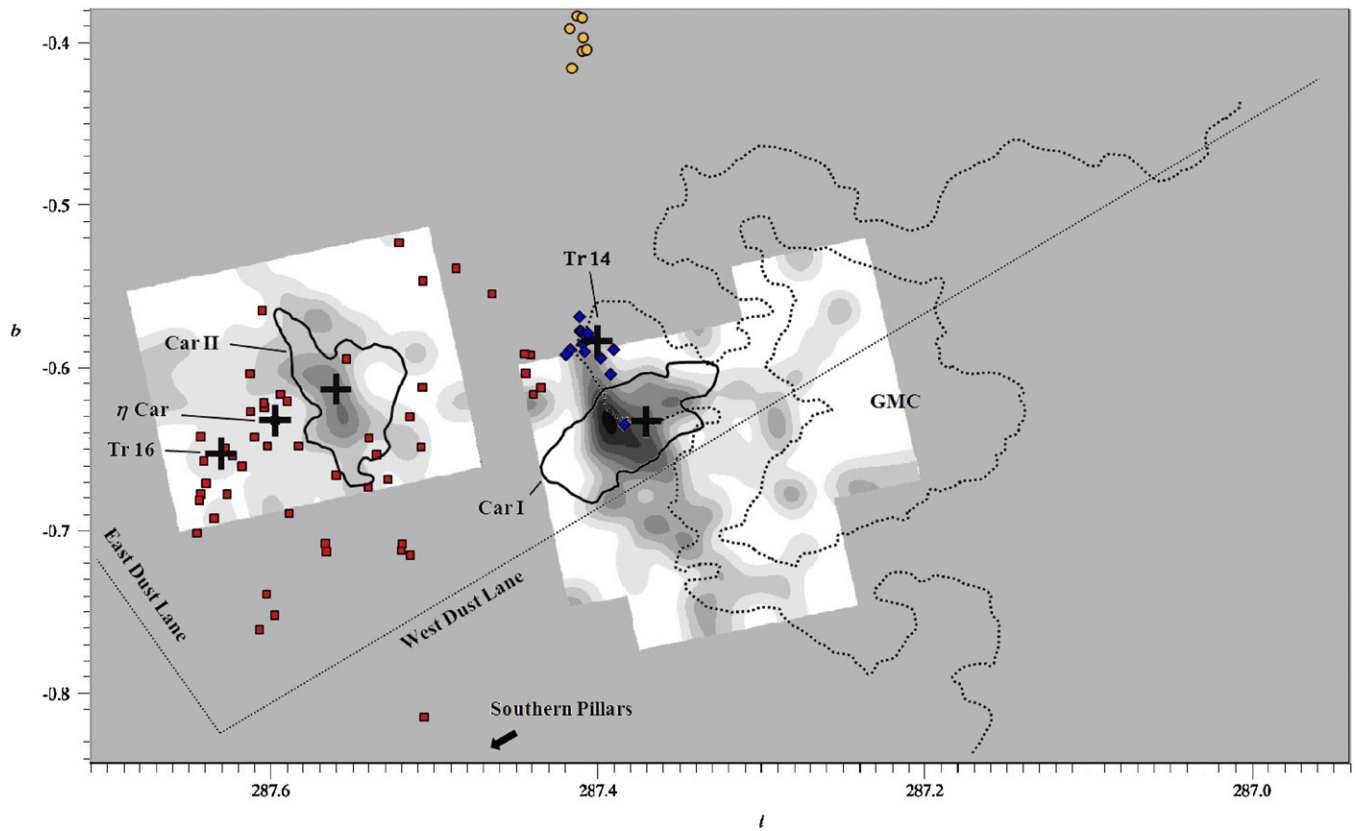 -0.4
-0.5
-0.6
-0.7
-0.8
b
Tr 14
Car II
η Car
Tr 16
GMC
Car I
East Dust Lane
West Dust Lane
Southern Pillars
287.6
287.4
287.2
287.0
l